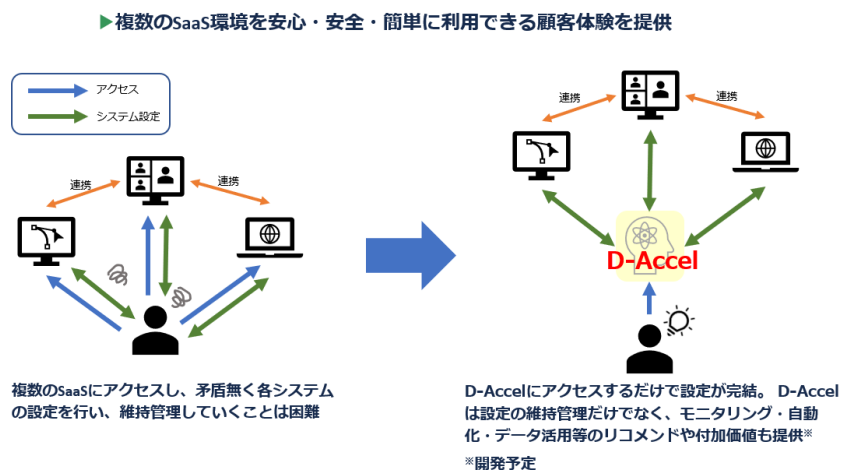 ▶複数のSaaS環境を安心・安全・簡単に利用できる顧客体験を提供
アクセス
システム設定
連携
連携
複数のSaaSにアクセスし、矛盾無く各システム
の設定を行い、維持管理していくことは困難
連携
連携
D-Accel
D-Accelにアクセスするだけで設定が完結。 D-Accel
は設定の維持管理だけでなく、モニタリング・自動
化・データ活用等のリコメンドや付加価値も提供※
※開発予定